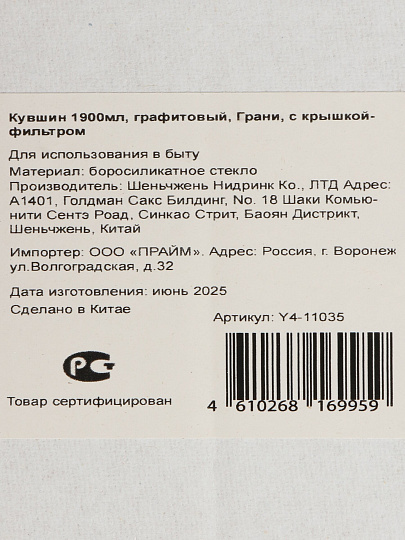 Кувшин 1900мл, графитовый, Грани, с крышкой-
фильтром
Для использования в быту
Материал: боросиликатное стекло
Производитель: Шеньчжень Нидринк Ко., ЛТД Адрес:
А1401, Голдман Сакс Билдинг, No. 18 Шаки Комью-
нити Сентэ Роад, Синкао Стрит, Баоян Дистрикт,
Шеньчжень, Китай
Импортер: ООО «ПРАЙМ». Адрес: Россия, г. Воронеж
ул.Волгоградская, д.32
Дата изготовления: июнь 2025
Сделано в Китае
Артикул: Y4-11035
РСТ
Товар сертифицирован
4 610268 169959